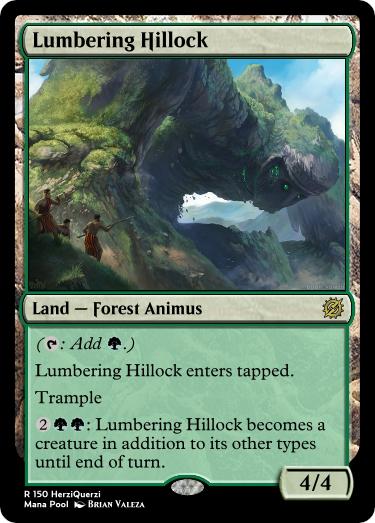 Lumbering Hillock
Land — Forest Animus
(T: Add G.)
Lumbering Hillock enters tapped.
Trample
2GG: Lumbering Hillock becomes a
creature in addition to its other types
until end of turn.
4/4
R 150 HerziQuerzi
Mana Pool Brian Valeza